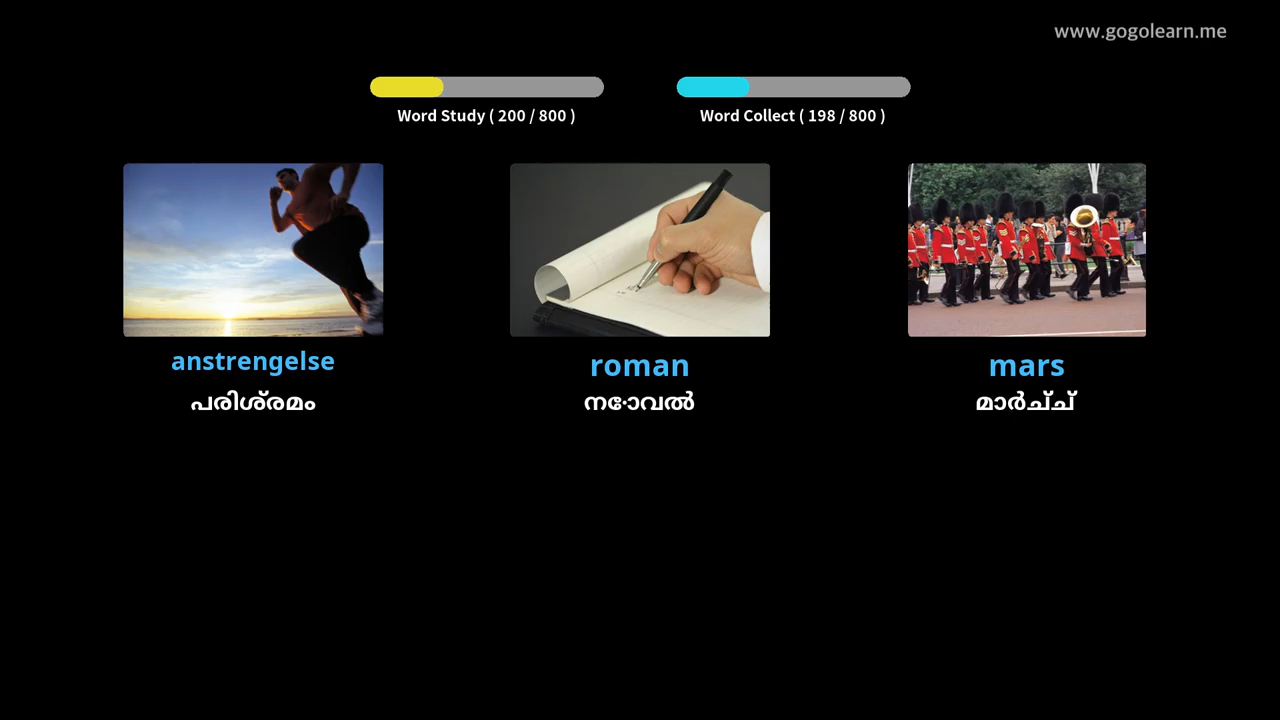 www.gogolearn.me
Word Study ( 200 / 800 )
Word Collect ( 198 / 800 )
anstrengelse
roman
mars
പരിശ്രമം
നോവൽ
മാർച്ച്